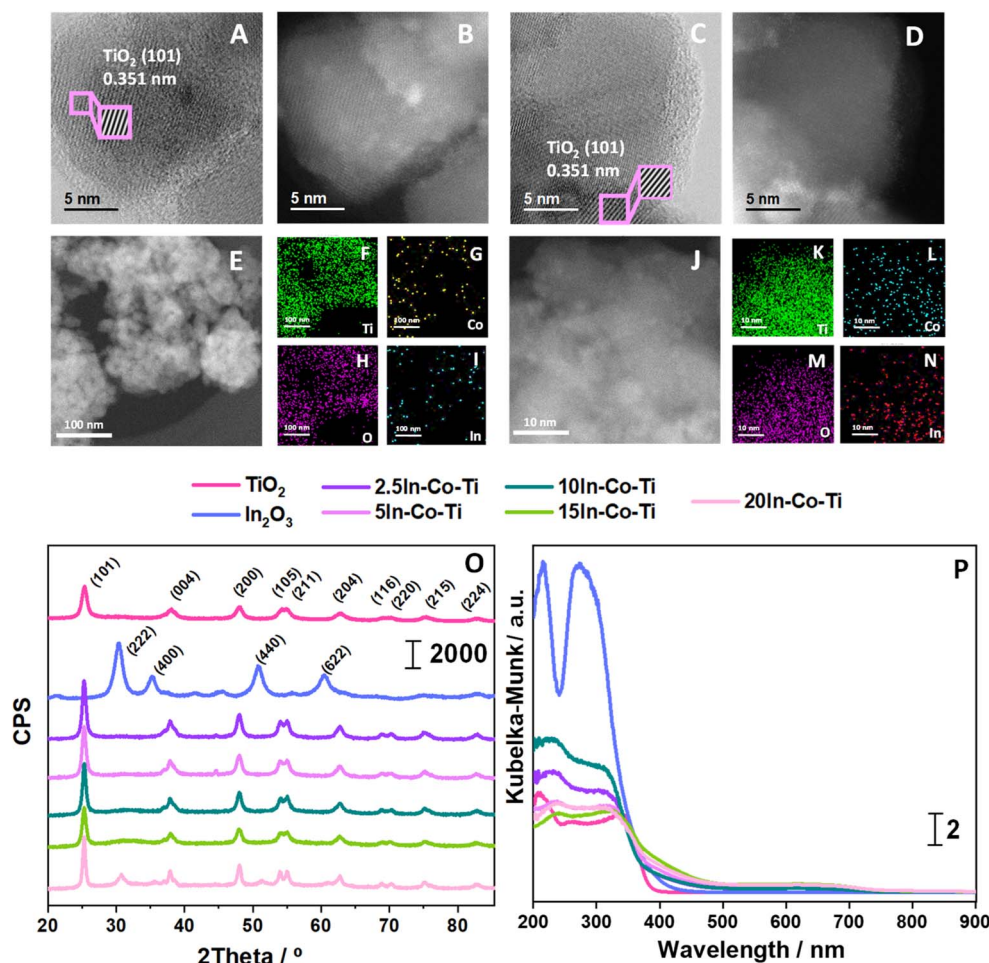 A
TiO₂ (101)
0.351 nm
5 nm
B
5 nm
C
TiO₂ (101)
0.351 nm
5 nm
D
5 nm
E
100 nm
F
100 nm
Ti
G
100 nm
Co
H
100 nm
O
I
100 nm
In
J
10 nm
K
10 nm
Ti
L
10 nm
Co
M
10 nm
O
N
10 nm
In
TiO₂ 2.5In-Co-Ti 10In-Co-Ti 20In-Co-Ti
In₂O₃ 5In-Co-Ti 15In-Co-Ti
O
(101) (004) (200) (105) (211) (204) (116) (220) (215) (224)
(222) (400) (440) (622)
2000
CPS
20 30 40 50 60 70 80
2Theta / º
P
Kubelka-Munk / a.u.
2
200 300 400 500 600 700 800 900
Wavelength / nm